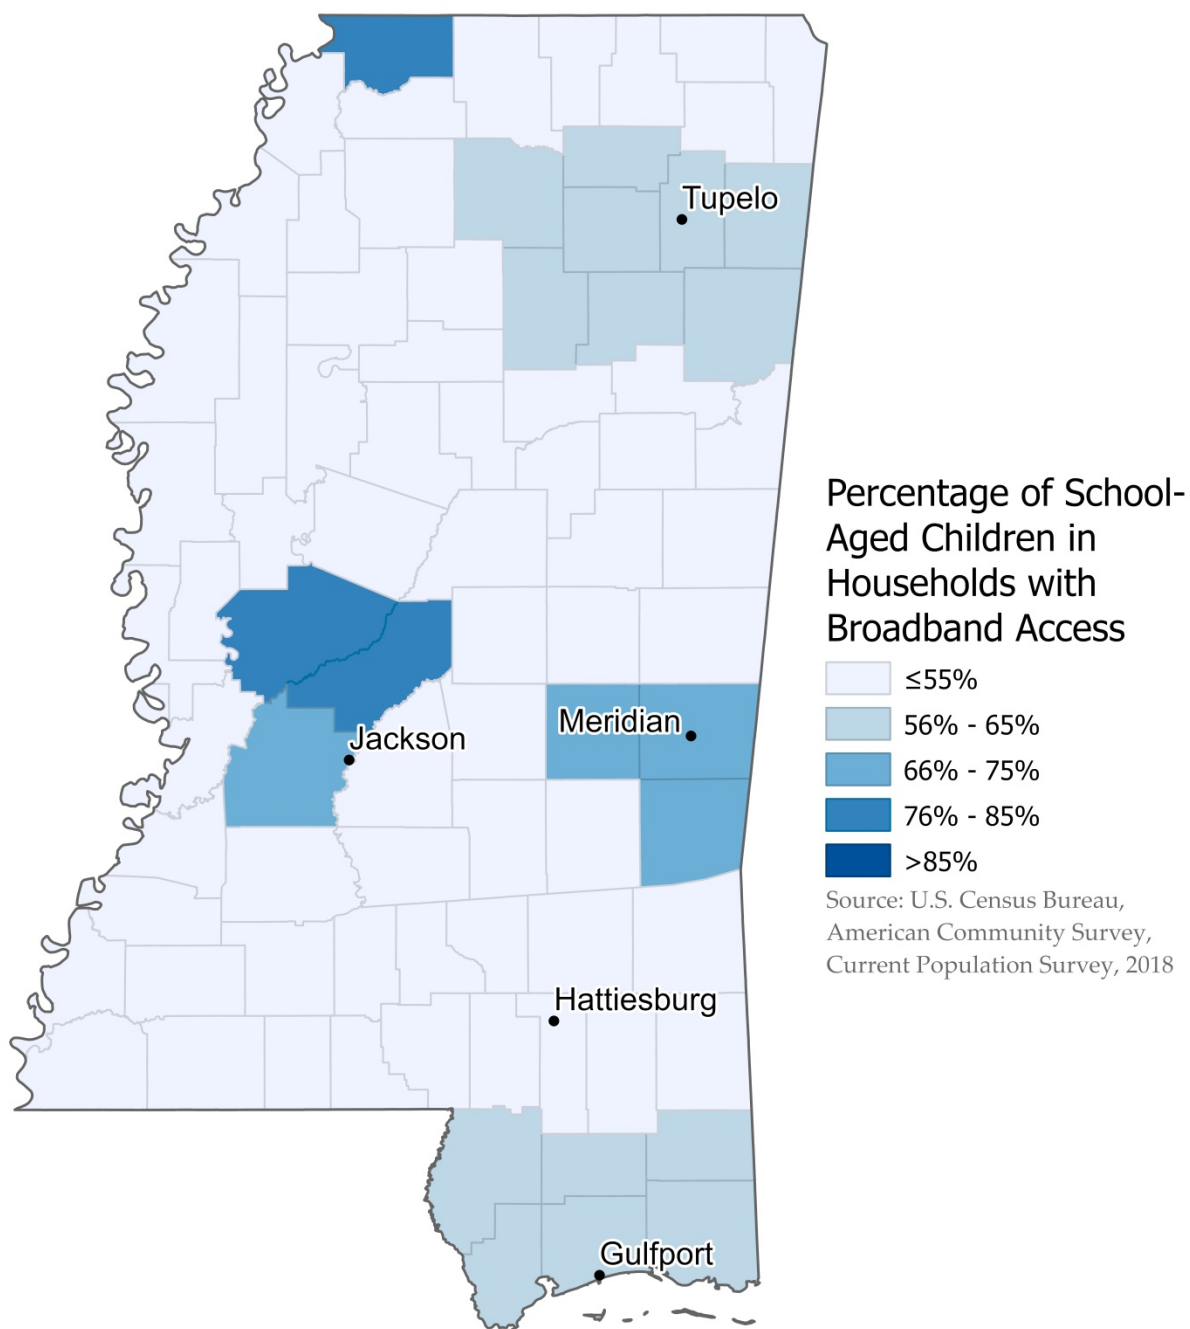 Tupelo
Percentage of School-
Aged Children in
Households with
Broadband Access
≤55%
56% - 65%
66% - 75%
76% - 85%
>85%
Source: U.S. Census Bureau,
American Community Survey,
Current Population Survey, 2018
Meridian
Jackson
Hattiesburg
Gulfport